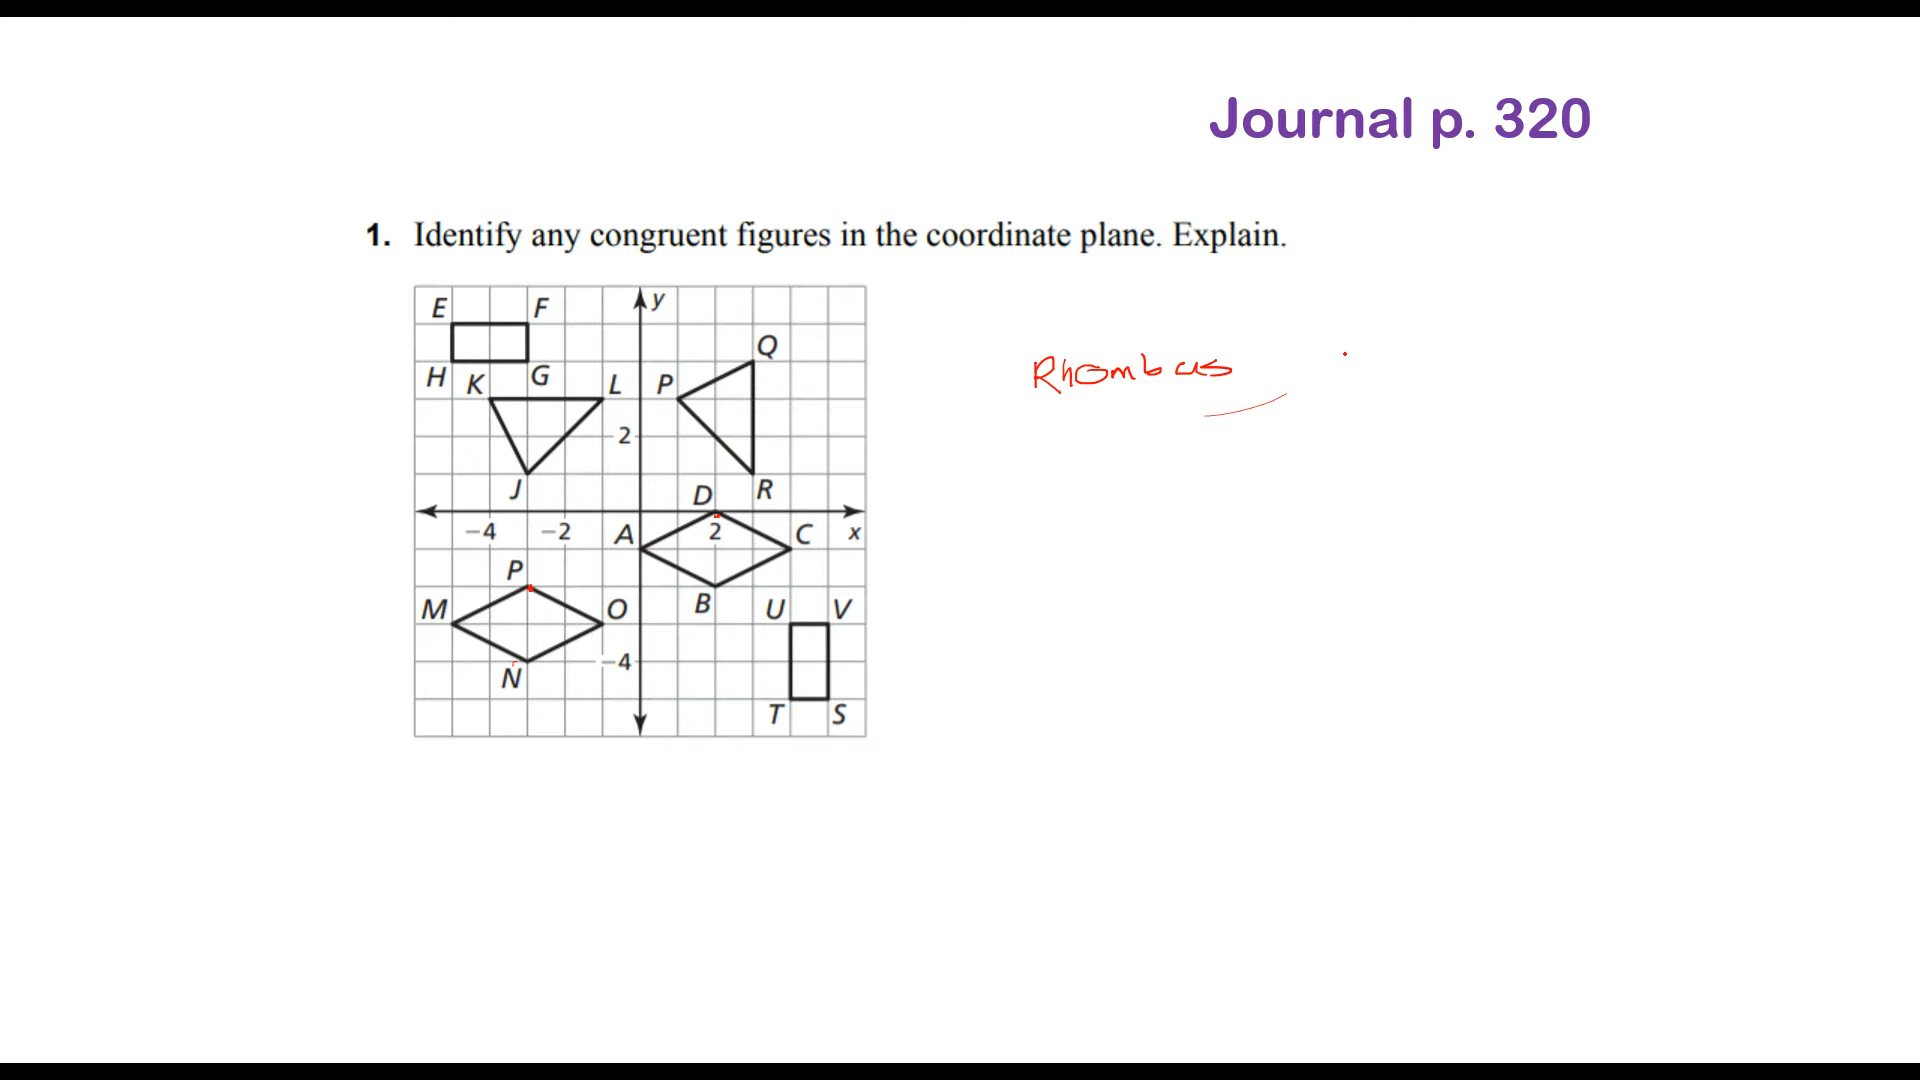 Journal p. 320
1. Identify any congruent figures in the coordinate plane. Explain.
E F y
Q
H K G L P
2
J D R
−4 −2 A 2 C x
P
M O B U V
N −4
T S
Rhombus